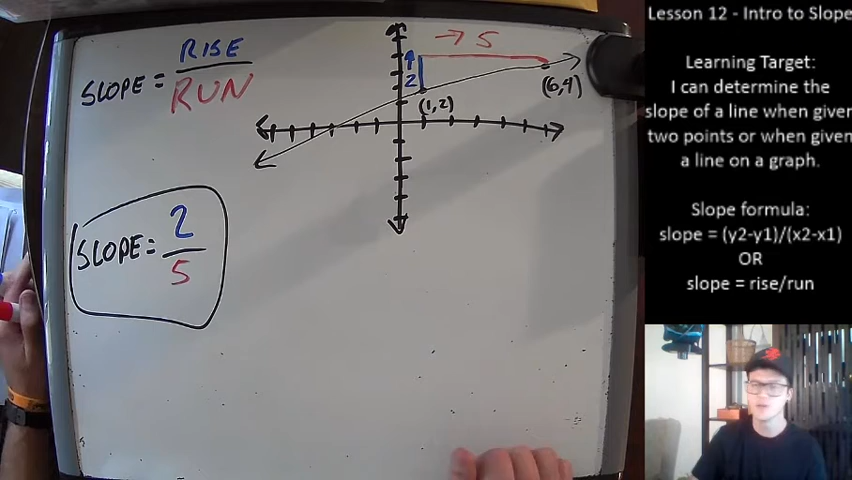 SLOPE = RISE
RUN
→ 5
↑
2
(1,2)
(6,4)
SLOPE = 2
5
Lesson 12 - Intro to Slope
Learning Target:
I can determine the
slope of a line when given
two points or when given
a line on a graph.
Slope formula:
slope = (y2-y1)/(x2-x1)
OR
slope = rise/run